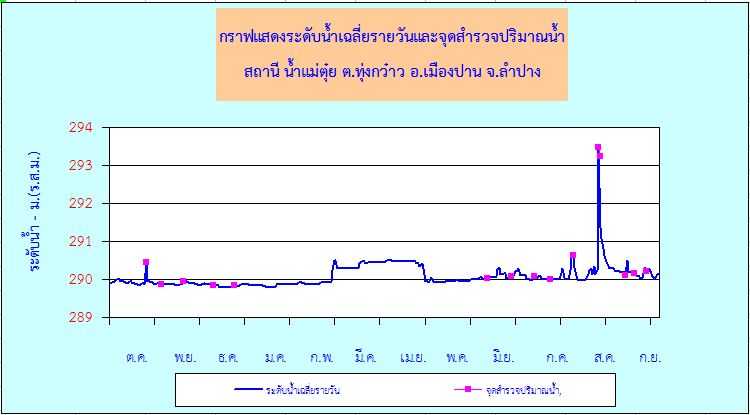 กราฟแสดงระดับน้ำเฉลี่ยรายวันและจุดสำรวจปริมาณน้ำ
สถานี น้ำแม่ตุ๋ย ต.ทุ่งกว๋าว อ.เมืองปาน จ.ลำปาง
ระดับน้ำ - ม.(ร.ส.ม.)
294
293
292
291
290
289
ต.ค. พ.ย. ธ.ค. ม.ค. ก.พ. มี.ค. เม.ย. พ.ค. มิ.ย. ก.ค. ส.ค. ก.ย.
ระดับน้ำเฉลี่ยรายวัน จุดสำรวจปริมาณน้ำ,